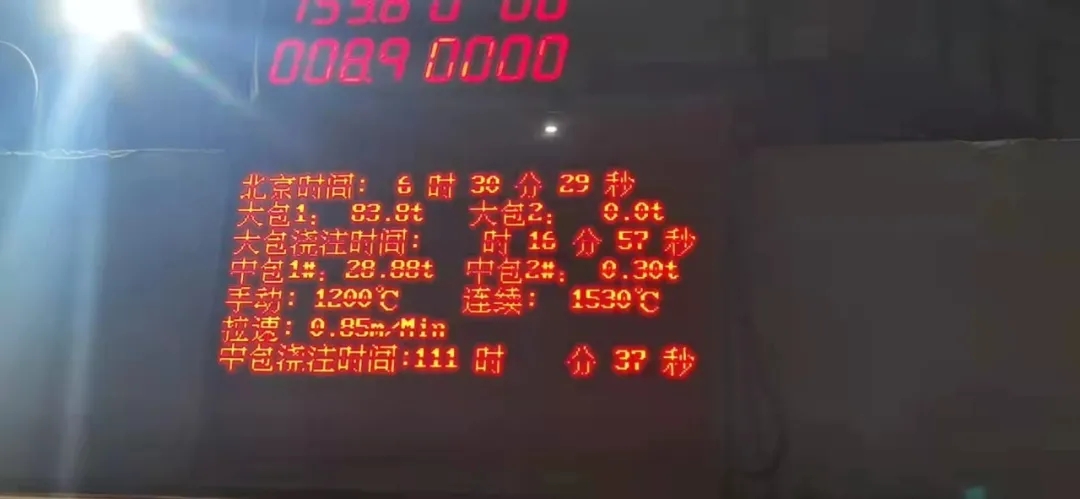 008.9 0000
北京时间: 6 时 30 分 29 秒
大包1: 83.8t 大包2: 0.0t
大包浇注时间: 时 16 分 57 秒
中包1#: 28.88t 中包2#: 0.30t
手动: 1200℃ 连续: 1530℃
拉速: 0.85m/Min
中包浇注时间:111 时 分 37 秒